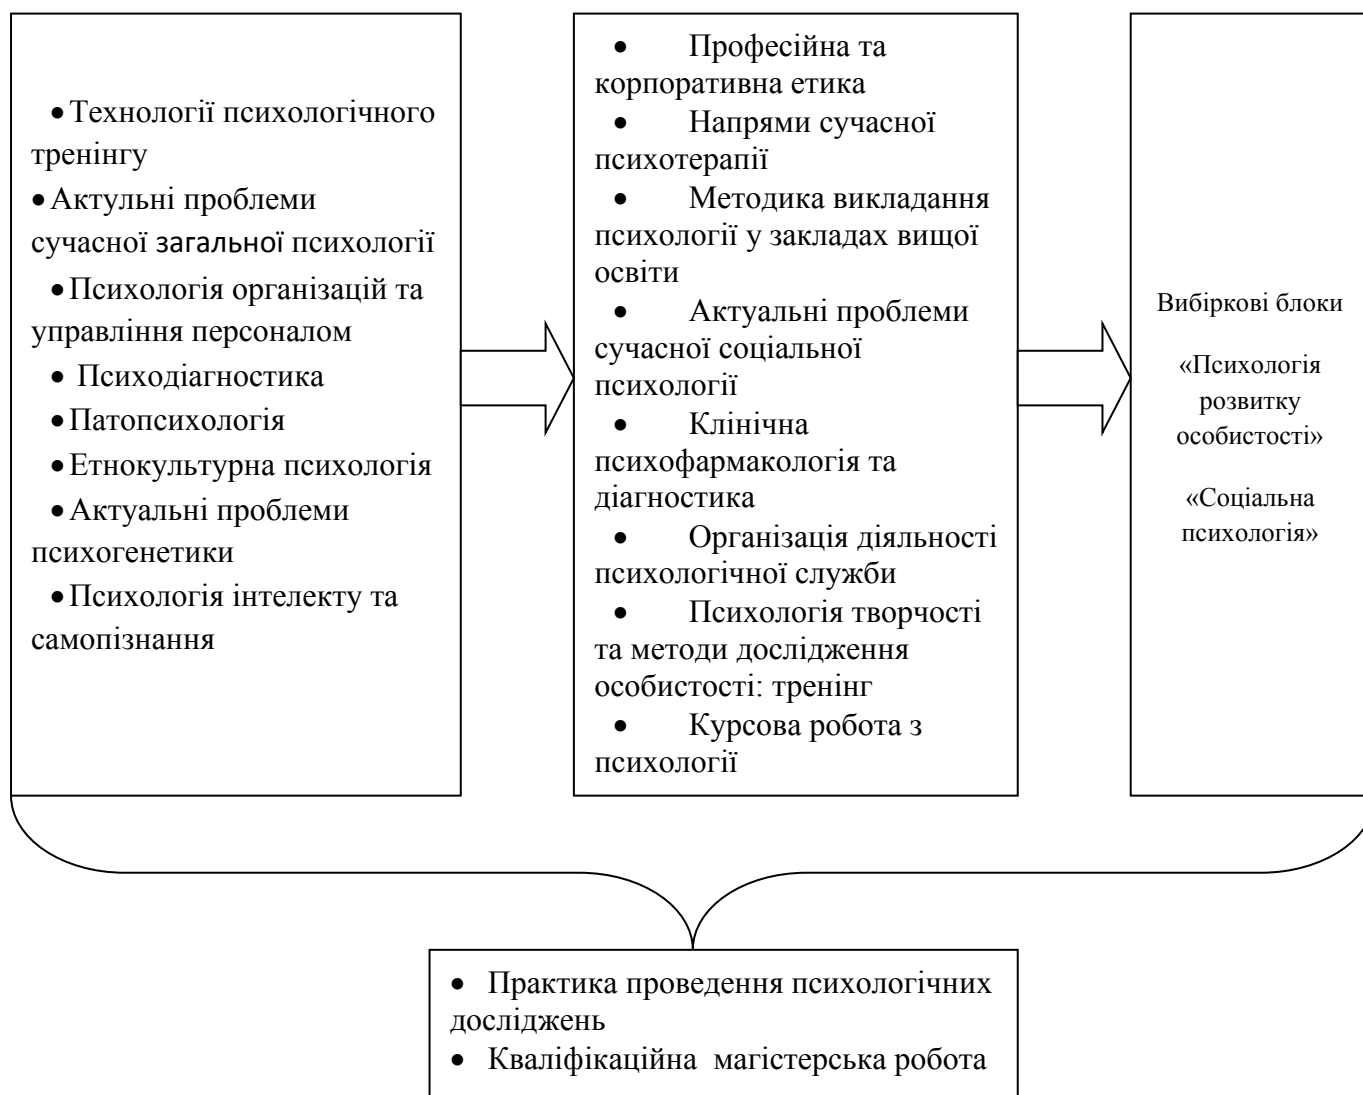 • Технології психологічного
тренінгу
• Актульні проблеми
сучасної загальної психології
• Психологія організацій та
управління персоналом
• Психодіагностика
• Патопсихологія
• Етнокультурна психологія
• Актуальні проблеми
психогенетики
• Психологія інтелекту та
самопізнання
• Професійна та
корпоративна етика
• Напрями сучасної
психотерапії
• Методика викладання
психології у закладах вищої
освіти
• Актуальні проблеми
сучасної соціальної
психології
• Клінічна
психофармакологія та
діагностика
• Організація діяльності
психологічної служби
• Психологія творчості
та методи дослідження
особистості: тренінг
• Курсова робота з
психології
Вибіркові блоки
«Психологія
розвитку
особистості»
«Соціальна
психологія»
• Практика проведення психологічних
досліджень
• Кваліфікаційна магістерська робота